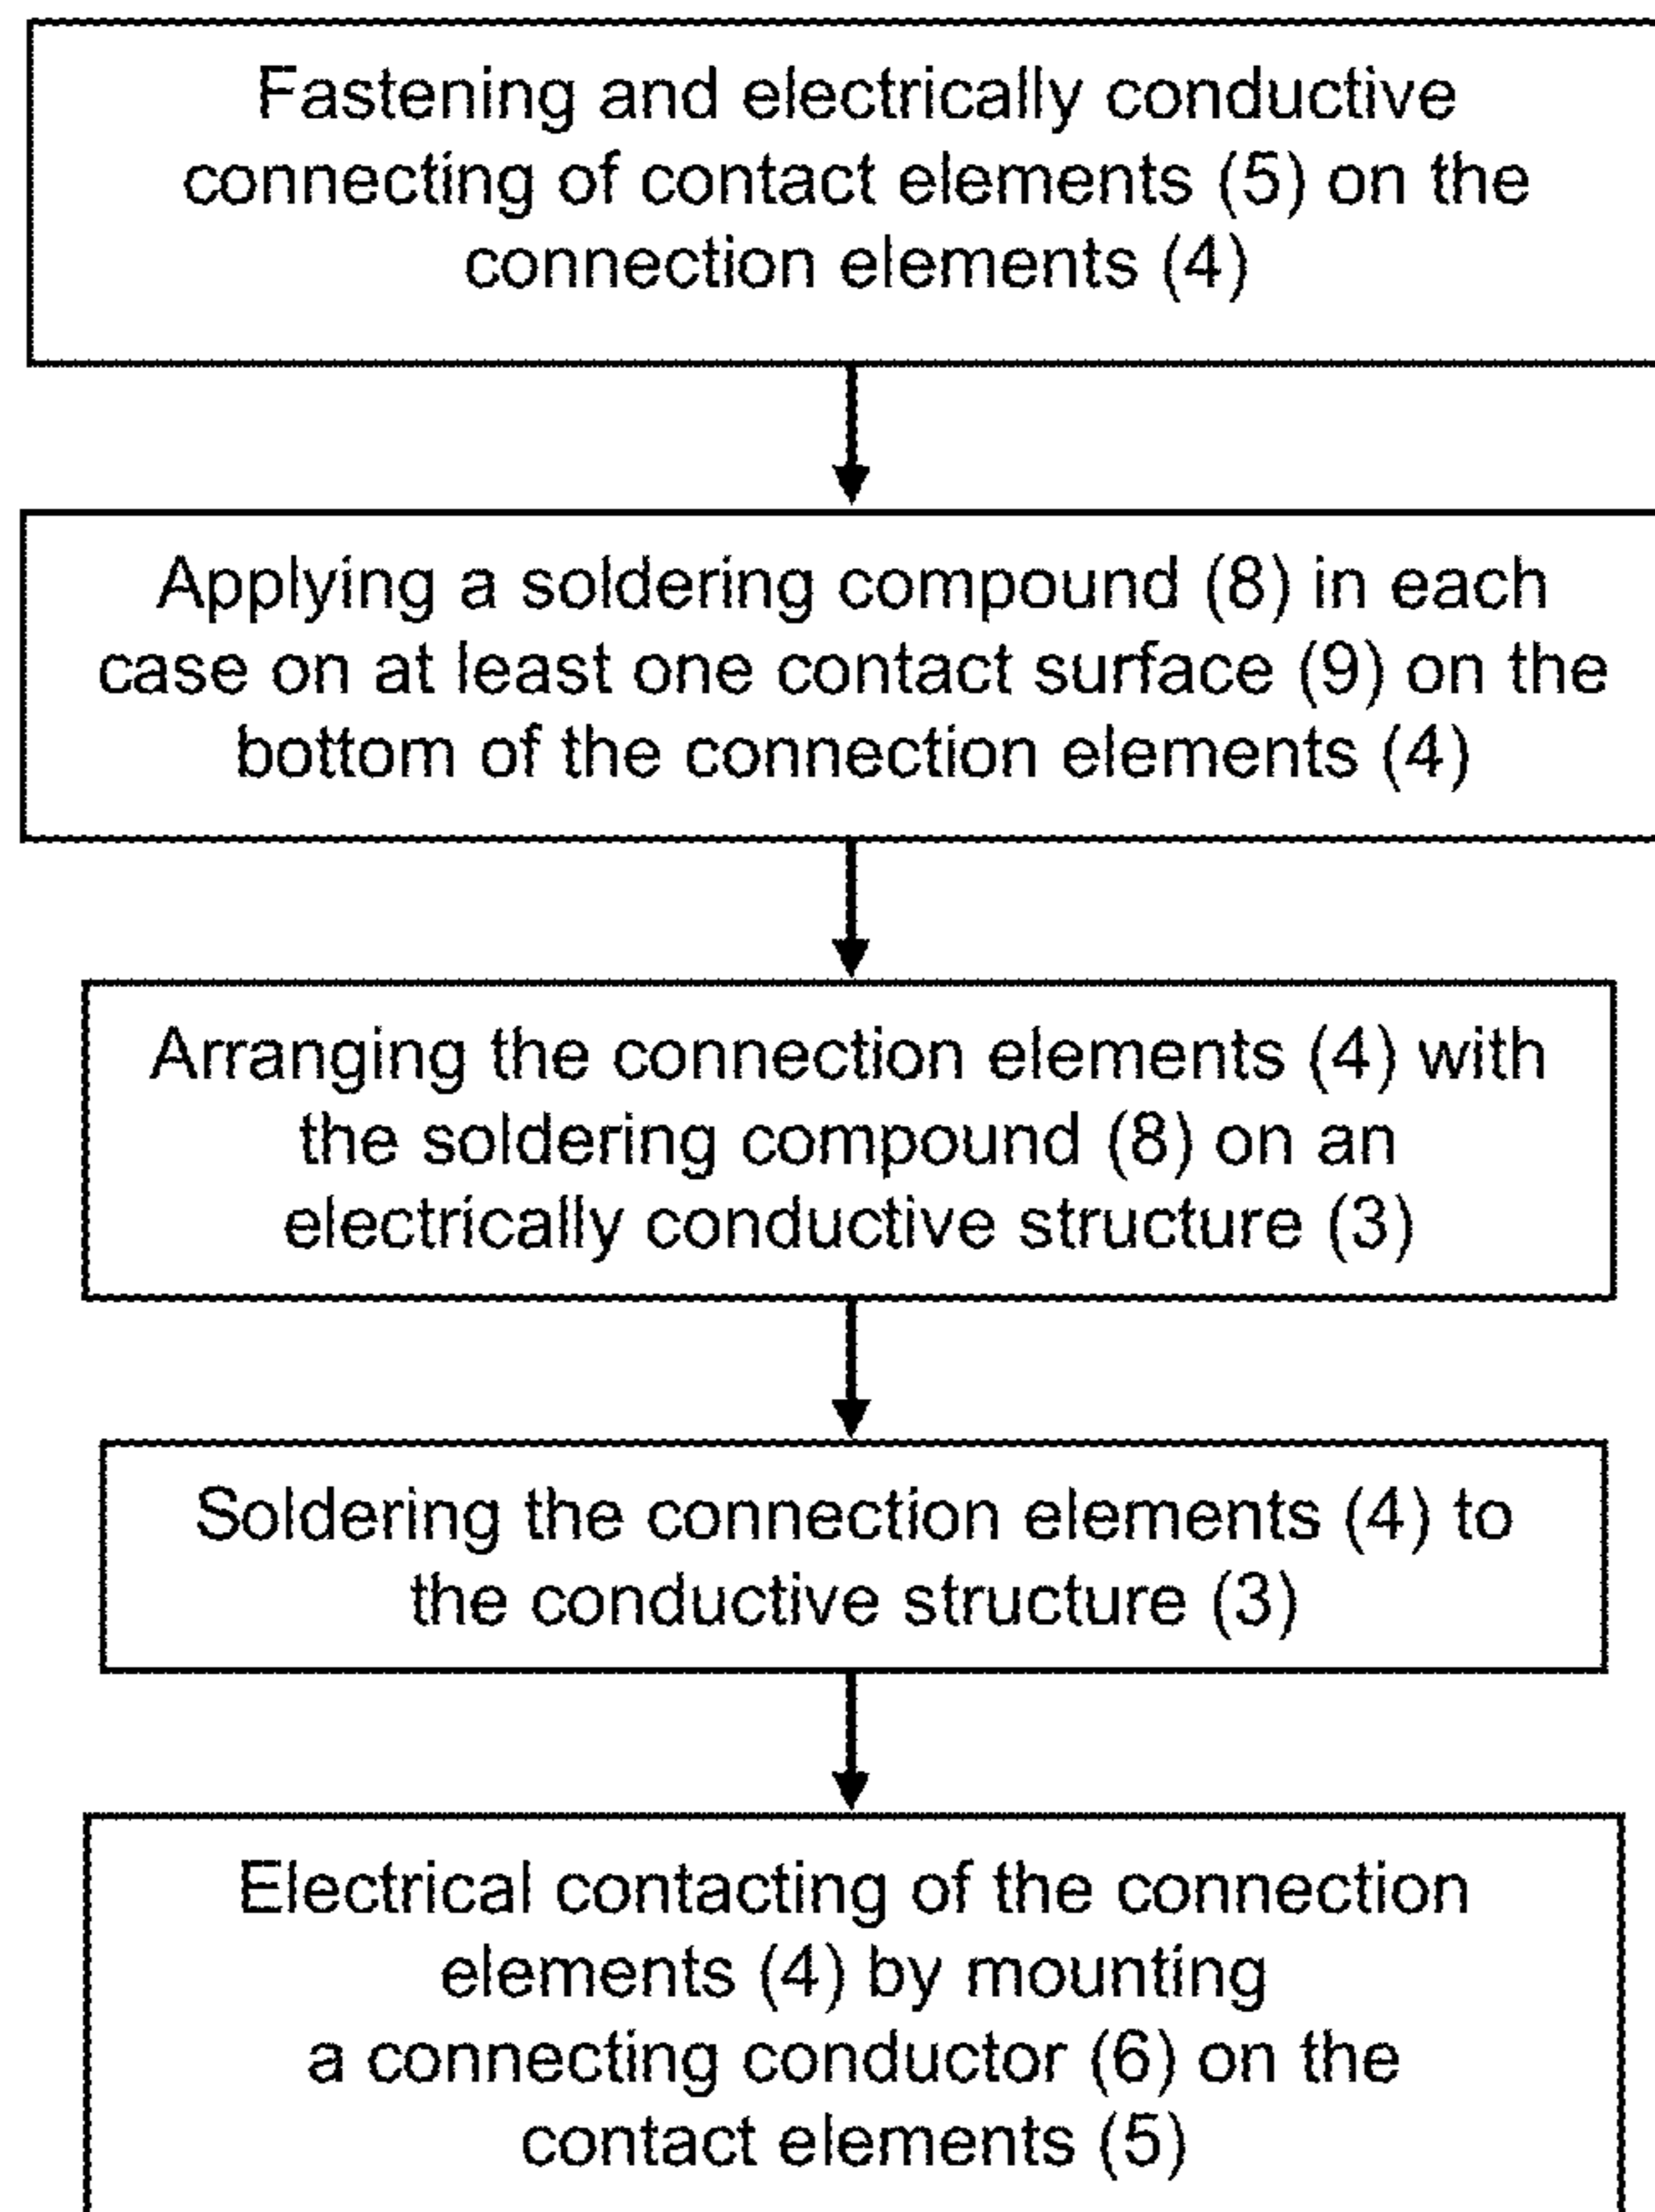 Fastening and electrically conductive
connecting of contact elements (5) on the
connection elements (4)
Applying a soldering compound (8) in each
case on at least one contact surface (9) on the
bottom of the connection elements (4)
Arranging the connection elements (4) with
the soldering compound (8) on an
electrically conductive structure (3)
Soldering the connection elements (4) to
the conductive structure (3)
Electrical contacting of the connection
elements (4) by mounting
a connecting conductor (6) on the
contact elements (5)